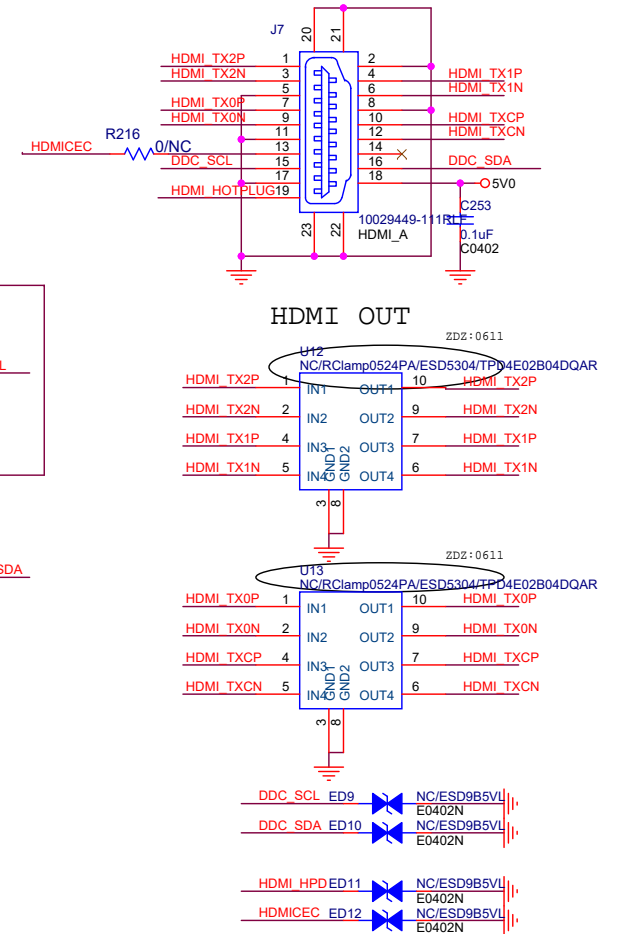 J7
20
21
HDMI_TX2P 1 2
HDMI_TX2N 3 4 HDMI_TX1P
5 6 HDMI_TX1N
HDMI_TX0P 7 8
HDMI_TX0N 9 10 HDMI_TXCP
11 12 HDMI_TXCN
R216
HDMICEC 0/NC 13 14
DDC_SCL 15 16 DDC_SDA
17 18 5V0
HDMI_HOTPLUG 19
C253
10029449-111RLF
HDMI_A
0.1uF
C0402
23
22
HDMI OUT
ZDZ:0611
U12
NC/RClamp0524PA/ESD5304/TPD4E02B04DQAR
HDMI_TX2P 1 IN1 OUT1 10 HDMI_TX2P
HDMI_TX2N 2 IN2 OUT2 9 HDMI_TX2N
HDMI_TX1P 4 IN3 OUT3 7 HDMI_TX1P
HDMI_TX1N 5 IN4 OUT4 6 HDMI_TX1N
GND1
GND2
3
8
ZDZ:0611
U13
NC/RClamp0524PA/ESD5304/TPD4E02B04DQAR
HDMI_TX0P 1 IN1 OUT1 10 HDMI_TX0P
HDMI_TX0N 2 IN2 OUT2 9 HDMI_TX0N
HDMI_TXCP 4 IN3 OUT3 7 HDMI_TXCP
HDMI_TXCN 5 IN4 OUT4 6 HDMI_TXCN
GND1
GND2
3
8
DDC_SCL ED9 NC/ESD9B5VL
E0402N
DDC_SDA ED10 NC/ESD9B5VL
E0402N
HDMI_HPD ED11 NC/ESD9B5VL
E0402N
HDMICEC ED12 NC/ESD9B5VL
E0402N